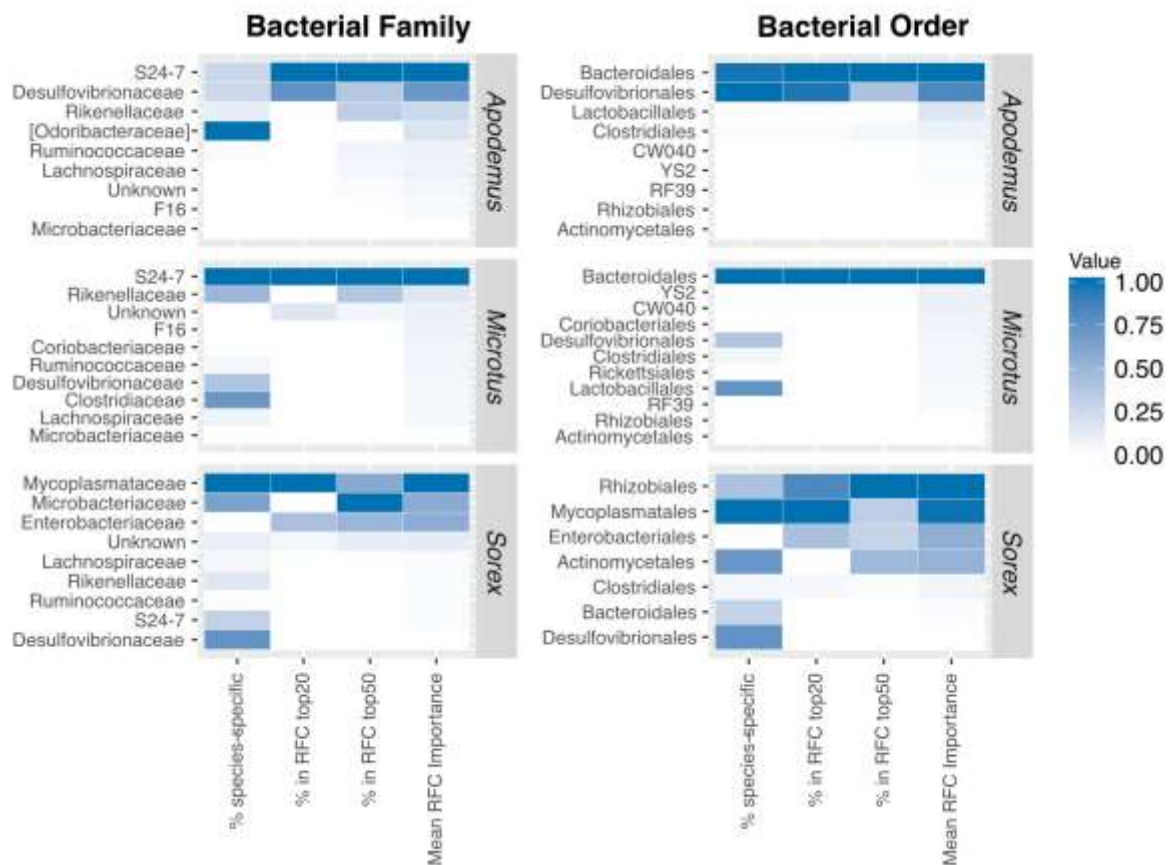 Bacterial Family
Bacterial Order
S24-7
Desulfovibrionaceae
Rikenellaceae
[Odoribacteraceae]
Ruminococcaceae
Lachnospiraceae
Unknown
F16
Microbacteriaceae
Apodemus
Bacteroidales
Desulfovibrionales
Lactobacillales
Clostridiales
CW040
YS2
RF39
Rhizobiales
Actinomycetales
Apodemus
S24-7
Rikenellaceae
Unknown
F16
Coriobacteriaceae
Ruminococcaceae
Desulfovibrionaceae
Clostridiaceae
Lachnospiraceae
Microbacteriaceae
Microtus
Bacteroidales
YS2
CW040
Coriobacteriales
Desulfovibrionales
Clostridiales
Rickettsiales
Lactobacillales
RF39
Rhizobiales
Actinomycetales
Microtus
Mycoplasmataceae
Microbacteriaceae
Enterobacteriaceae
Unknown
Lachnospiraceae
Rikenellaceae
Ruminococcaceae
S24-7
Desulfovibrionaceae
Sorex
Rhizobiales
Mycoplasmatales
Enterobacteriales
Actinomycetales
Clostridiales
Bacteroidales
Desulfovibrionales
Sorex
% species-specific
% in RFC top20
% in RFC top50
Mean RFC Importance
% species-specific
% in RFC top20
% in RFC top50
Mean RFC Importance
Value
1.00
0.75
0.50
0.25
0.00